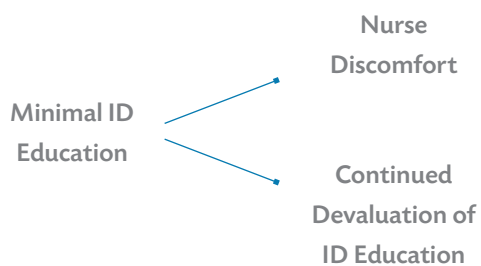 Nurse
Discomfort
Minimal ID
Education
Continued
Devaluation of
ID Education